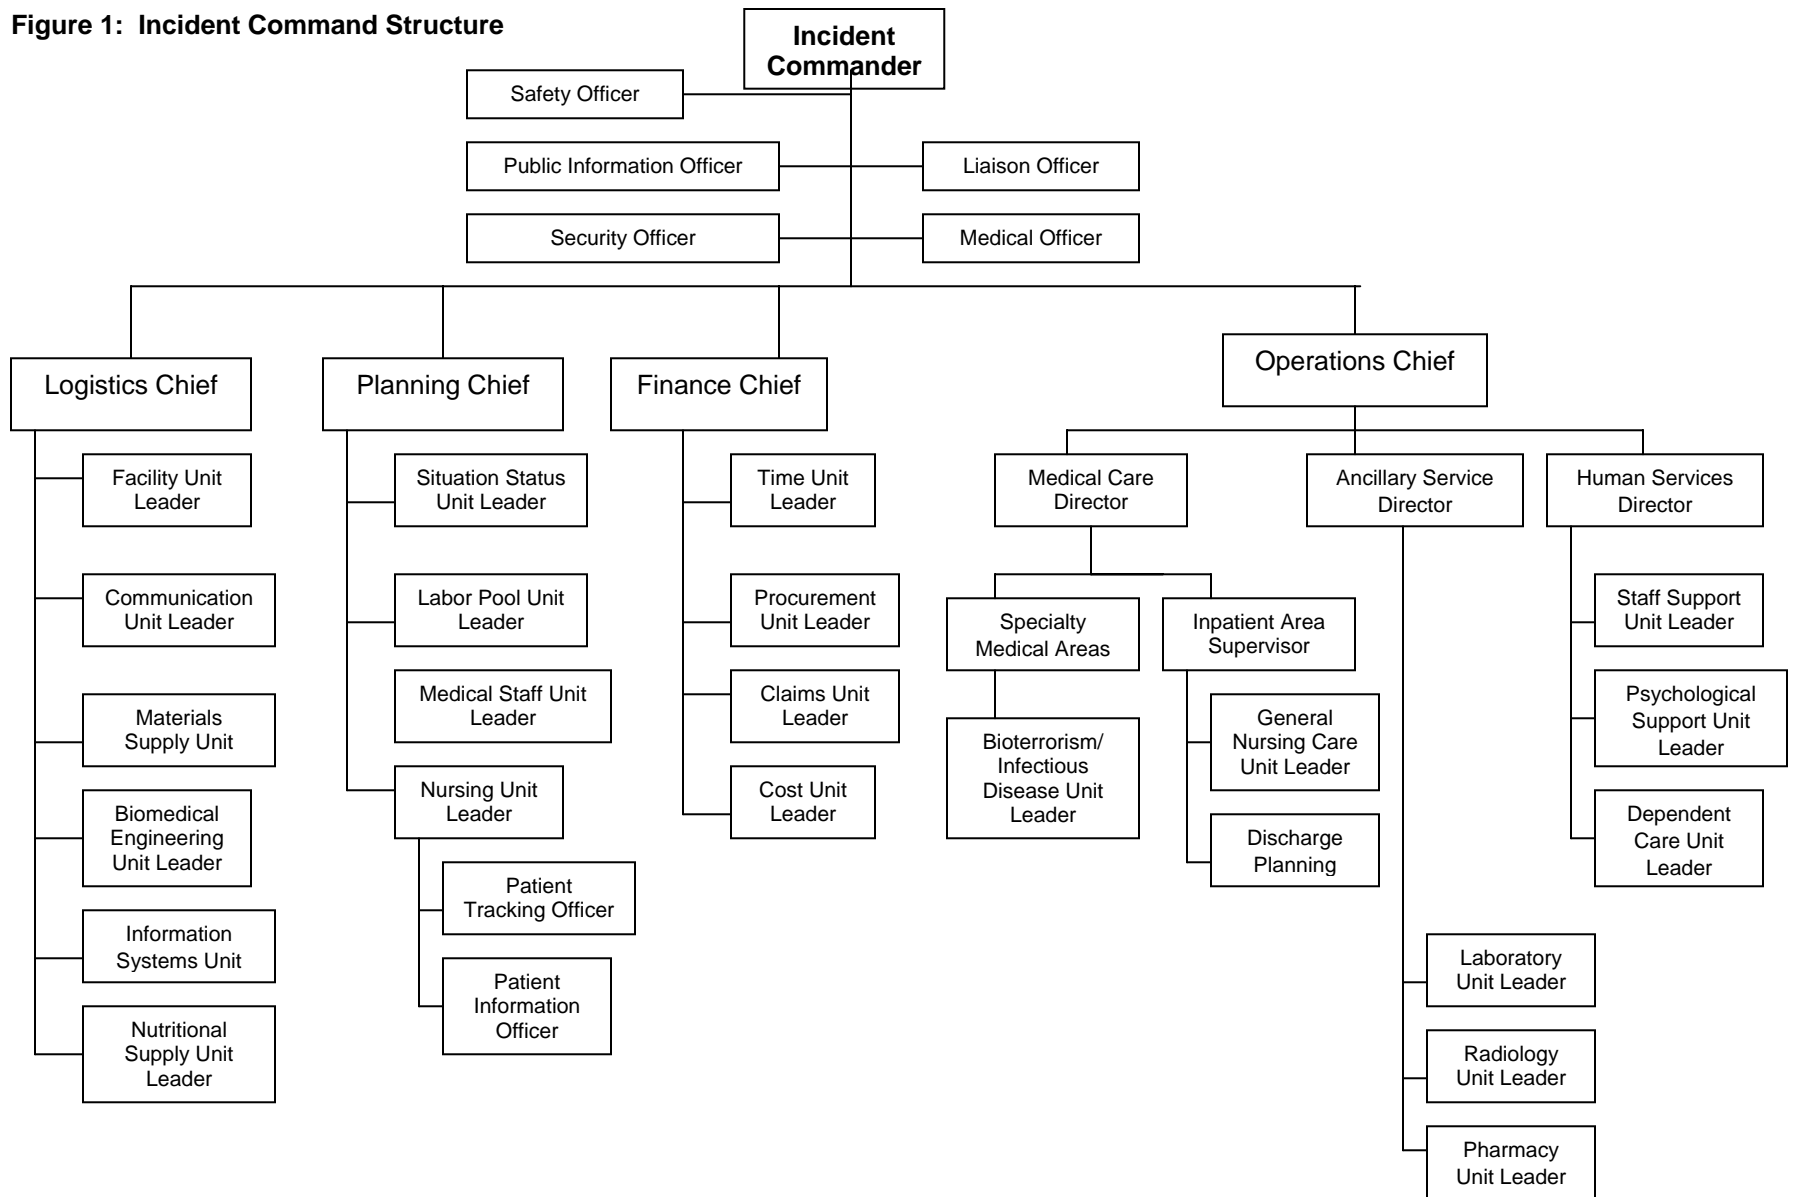 Figure 1:  Incident Command Structure
Incident
Commander
Safety Officer
Public Information Officer
Liaison Officer
Security Officer
Medical Officer
Logistics Chief
Facility Unit
Leader
Communication
Unit Leader
Materials
Supply Unit
Biomedical
Engineering
Unit Leader
Information
Systems Unit
Nutritional
Supply Unit
Leader
Planning Chief
Situation Status
Unit Leader
Labor Pool Unit
Leader
Medical Staff Unit
Leader
Nursing Unit
Leader
Patient
Tracking Officer
Patient
Information
Officer
Finance Chief
Time Unit
Leader
Procurement
Unit Leader
Claims Unit
Leader
Cost Unit
Leader
Operations Chief
Medical Care
Director
Specialty
Medical Areas
Bioterrorism/
Infectious
Disease Unit
Leader
Inpatient Area
Supervisor
General
Nursing Care
Unit Leader
Discharge
Planning
Ancillary Service
Director
Laboratory
Unit Leader
Radiology
Unit Leader
Pharmacy
Unit Leader
Human Services
Director
Staff Support
Unit Leader
Psychological
Support Unit
Leader
Dependent
Care Unit
Leader